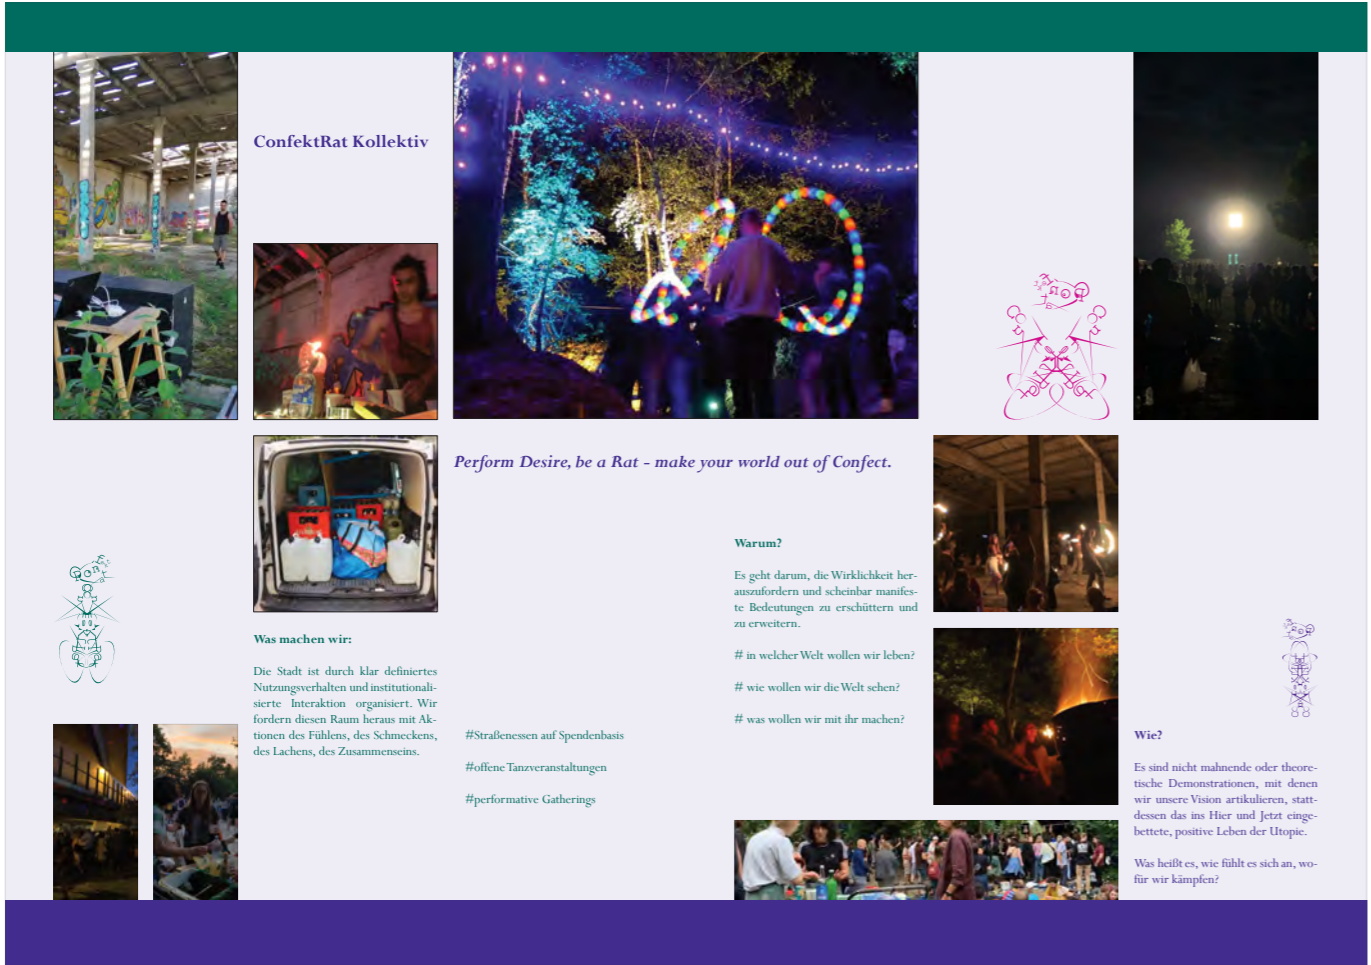 ConfektRat Kollektiv
Perform Desire, be a Rat - make your world out of Confect.
Was machen wir:
Die Stadt ist durch klar definiertes
Nutzungsverhalten und institutionali-
sierte Interaktion organisiert. Wir
fordern diesen Raum heraus mit Ak-
tionen des Fühlens, des Schmeckens,
des Lachens, des Zusammenseins.
#Straßenessen auf Spendenbasis
#offene Tanzveranstaltungen
#performative Gatherings
Warum?
Es geht darum, die Wirklichkeit her-
auszufordern und scheinbar manifes-
te Bedeutungen zu erschüttern und
zu erweitern.
# in welcher Welt wollen wir leben?
# wie wollen wir die Welt sehen?
# was wollen wir mit ihr machen?
Wie?
Es sind nicht mahnende oder theore-
tische Demonstrationen, mit denen
wir unsere Vision artikulieren, statt-
dessen das ins Hier und Jetzt einge-
bettete, positive Leben der Utopie.
Was heißt es, wie fühlt es sich an, wo-
für wir kämpfen?